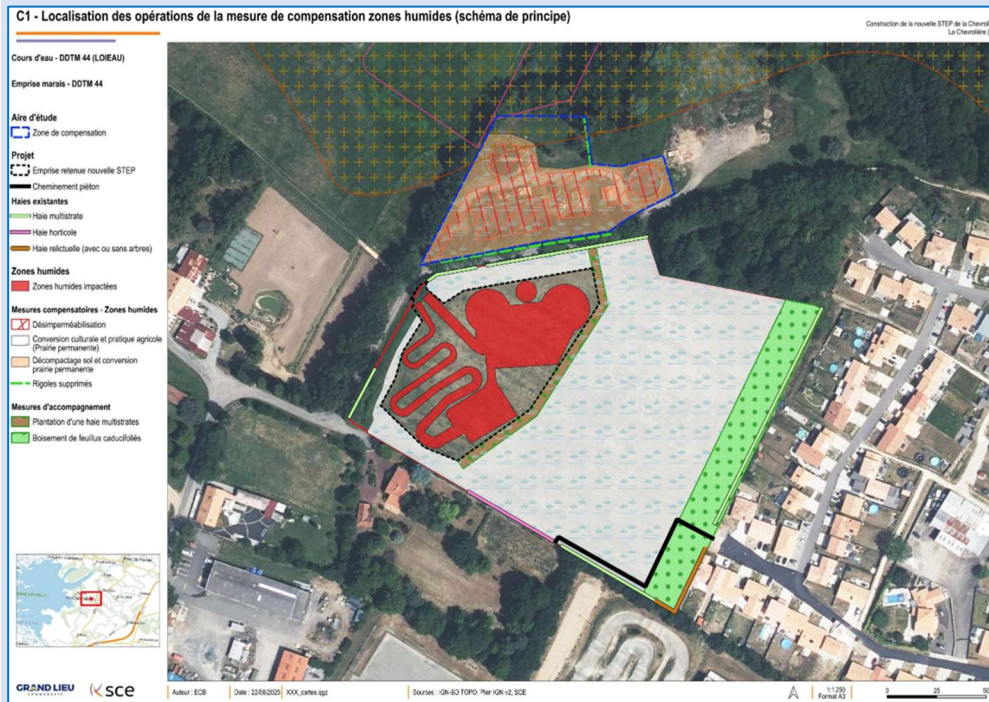 C1 - Localisation des opérations de la mesure de compensation zones humides (schéma de principe)
Construction de la nouvelle STEP de la Chevrol
La Chevrolière (
Cours d'eau - DDTM 44 (LOIEAU)
Emprise marais - DDTM 44
Aire d'étude
Zone de compensation
Projet
Emprise retenue nouvelle STEP
Cheminement piéton
Haies existantes
Haie multistrate
Haie horticole
Haie relictuelle (avec ou sans arbres)
Zones humides
Zones humides impactées
Mesures compensatoires - Zones humides
Désimperméabilisation
Conversion culturale et pratique agricole
(Prairie permanente)
Décompactage sol et conversion
prairie permanente
Rigoles supprimés
Mesures d'accompagnement
Plantation d'une haie multistrates
Boisement de feuillus caducifoliés
GRAND LIEU
COMMUNAUTÉ
sce
Auteur : ECB
Date : 22/08/2025
XXX_cartes.qgz
Sources : IGN-BD TOPO, Plan IGN v2, SCE
1:1 250
Format A3
0 25 50